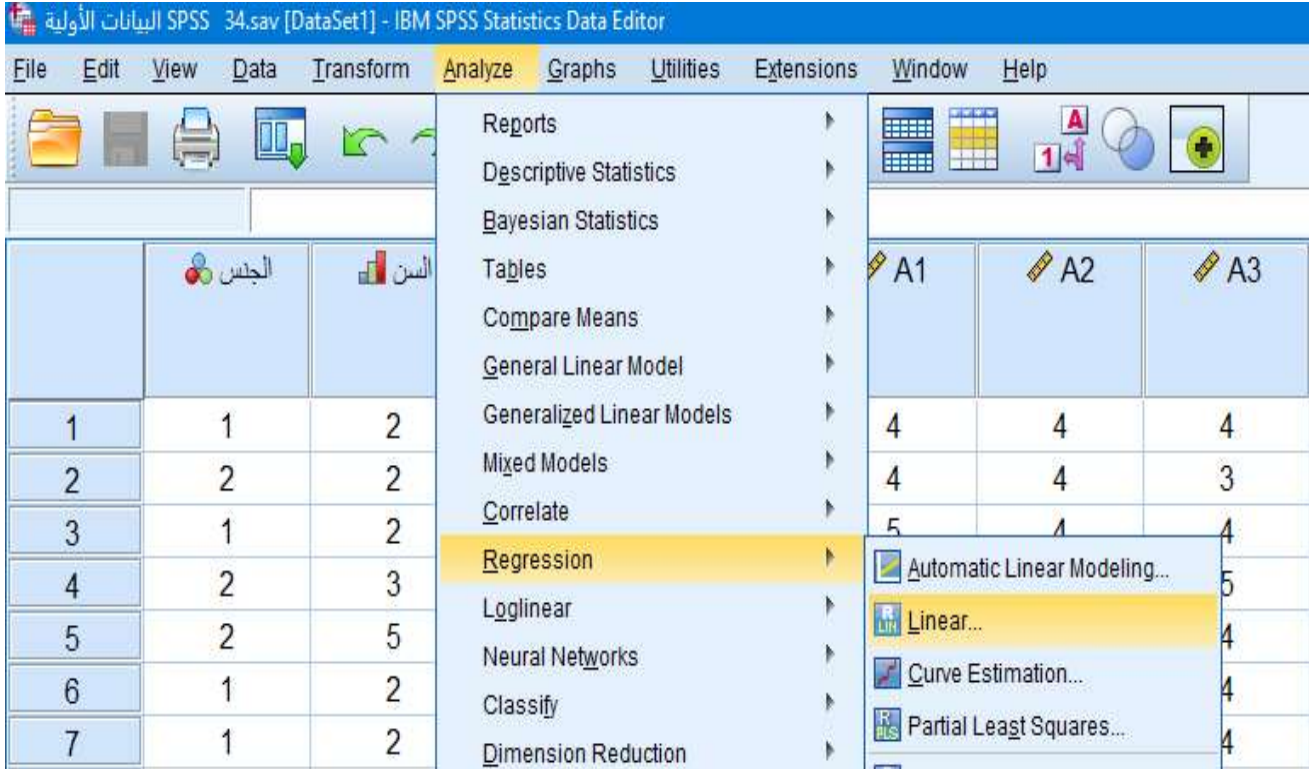 البيانات الأولية SPSS 34.sav [DataSet1] - IBM SPSS Statistics Data Editor
File Edit View Data Transform Analyze Graphs Utilities Extensions Window Help
Reports
Descriptive Statistics
Bayesian Statistics
Tables
Compare Means
General Linear Model
Generalized Linear Models
Mixed Models
Correlate
Regression
Loglinear
Neural Networks
Classify
Dimension Reduction
Automatic Linear Modeling...
Linear...
Curve Estimation...
Partial Least Squares...
الجنس السن A1 A2 A3
1 1 2 4 4 4
2 2 2 4 4 3
3 1 2 5 4 4
4 2 3 5
5 2 5 4
6 1 2 4
7 1 2 4